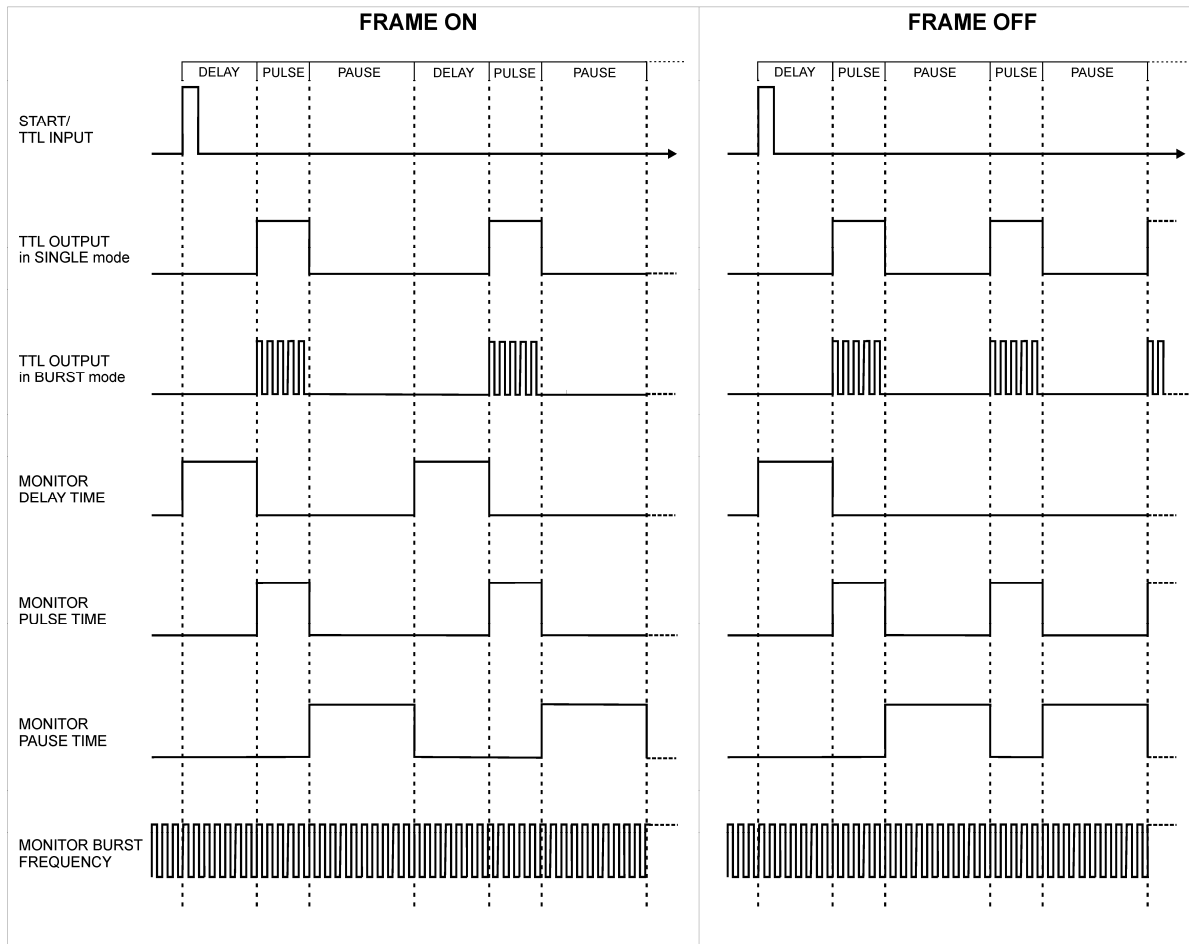 FRAME ON
FRAME OFF
DELAY PULSE PAUSE DELAY PULSE PAUSE
DELAY PULSE PAUSE PULSE PAUSE
START/
TTL INPUT
TTL OUTPUT
in SINGLE mode
TTL OUTPUT
in BURST mode
MONITOR
DELAY TIME
MONITOR
PULSE TIME
MONITOR
PAUSE TIME
MONITOR BURST
FREQUENCY